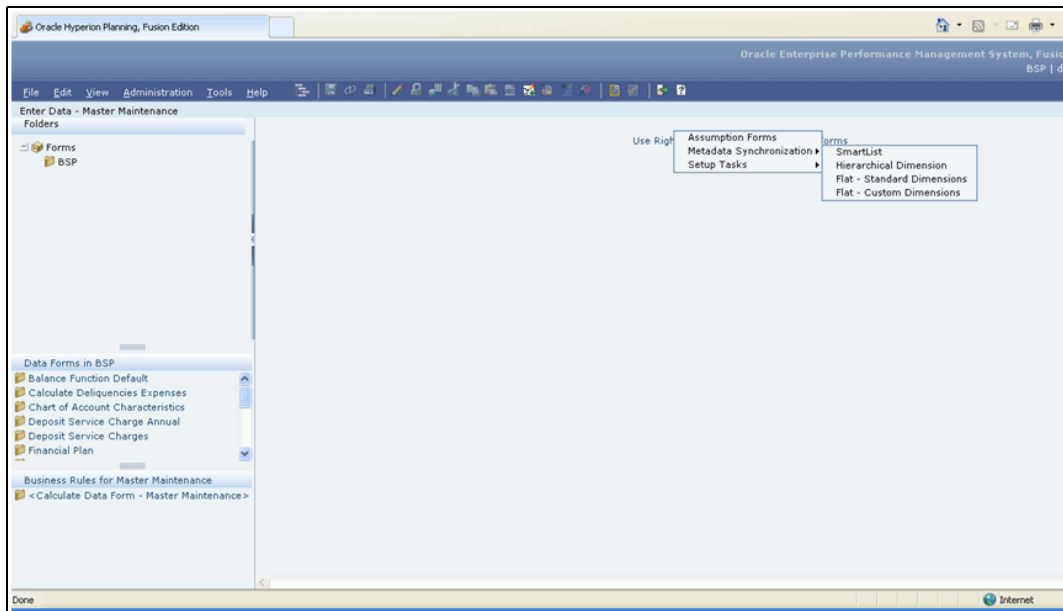 Oracle Hyperion Planning, Fusion Edition
Oracle Enterprise Performance Management System, Fusio
BSP | d
File Edit View Administration Tools Help
Enter Data - Master Maintenance
Folders
Forms
BSP
Use Righ
orms
Assumption Forms
Metadata Synchronization
Setup Tasks
SmartList
Hierarchical Dimension
Flat - Standard Dimensions
Flat - Custom Dimensions
Data Forms in BSP
Balance Function Default
Calculate Deliquencies Expenses
Chart of Account Characteristics
Deposit Service Charge Annual
Deposit Service Charges
Financial Plan
Business Rules for Master Maintenance
<Calculate Data Form - Master Maintenance>
Done
Internet